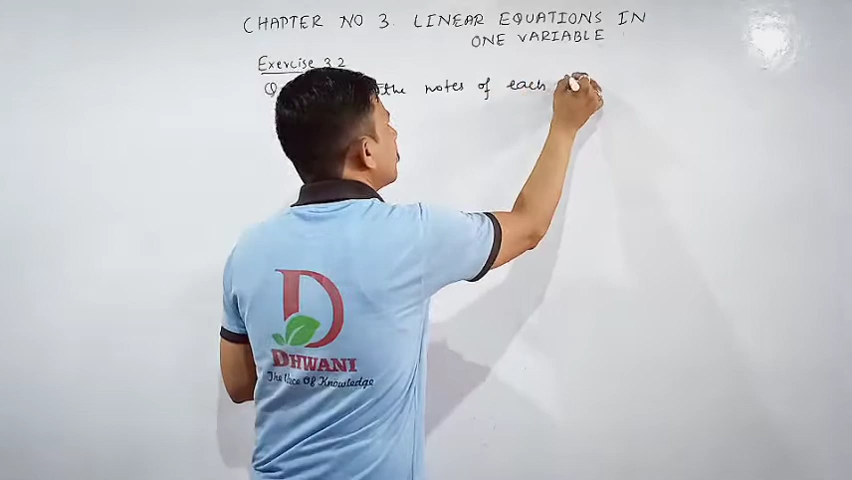 CHAPTER NO 3. LINEAR EQUATIONS IN
ONE VARIABLE
Exercise 3.2
Q the notes of each
D
DHWANI
The Voice Of Knowledge